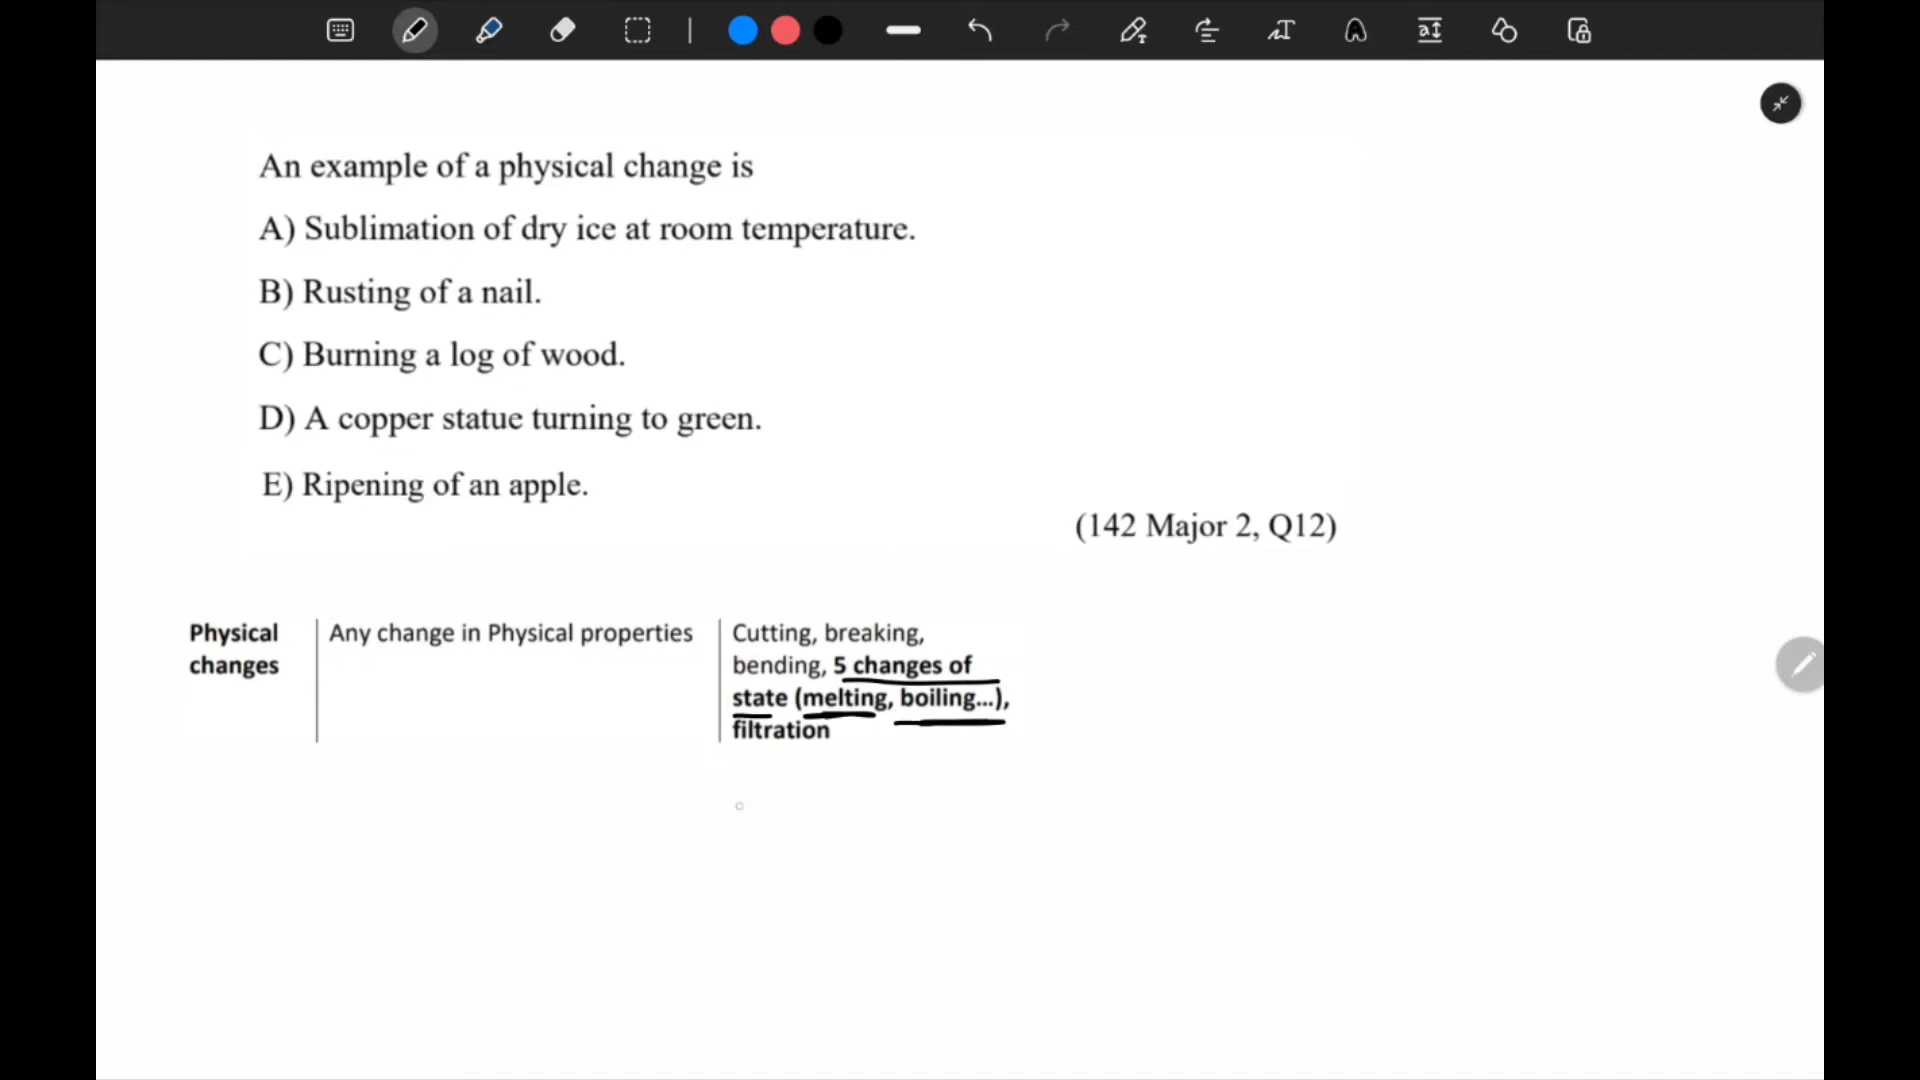 An example of a physical change is
A) Sublimation of dry ice at room temperature.
B) Rusting of a nail.
C) Burning a log of wood.
D) A copper statue turning to green.
E) Ripening of an apple.
(142 Major 2, Q12)
Physical changes
Any change in Physical properties
Cutting, breaking,
bending, 5 changes of
state (melting, boiling...),
filtration